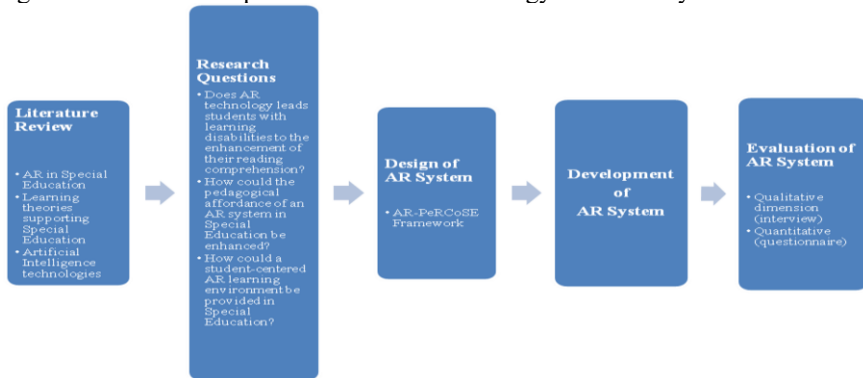 Literature
Review
• AR in Special
Education
• Learning
theories
supporting
Special
Education
• Artificial
Intelligence
technologies
Research
Questions
• Does AR
technology leads
students with
learning
disabilities to the
enhancement of
their reading
comprehension?
• How could the
pedagogical
affordance of an
AR system in
Special Education
be
enhanced?
• How could a
student-centered
AR learning
environment be
provided in
Special
Education?
Design of
AR System
• AR-PeRCoSE
Framework
Development
of
AR System
Evaluation of
AR System
• Qualitative
dimension
(interview)
• Quantitative
(questionnaire)